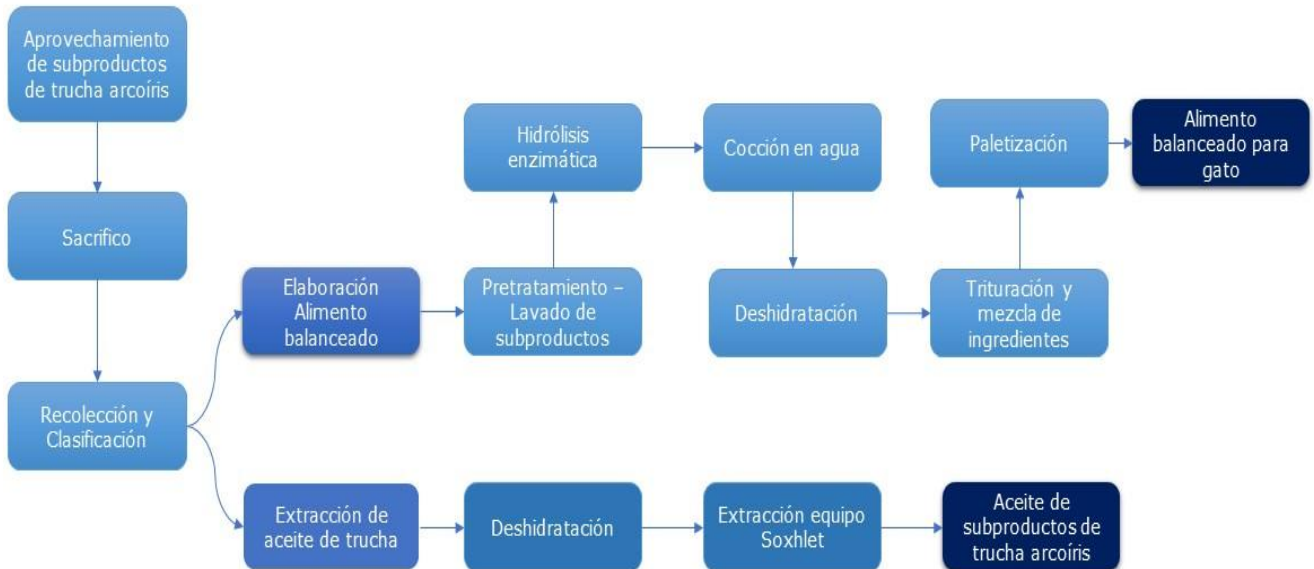 Aprovechamiento
de subproductos
de trucha arcoíris
Sacrifico
Recolección y
Clasificación
Elaboración
Alimento
balanceado
Pretratamiento –
Lavado de
subproductos
Hidrólisis
enzimática
Cocción en agua
Deshidratación
Trituración y
mezcla de
ingredientes
Paletización
Alimento
balanceado para
gato
Extracción de
aceite de trucha
Deshidratación
Extracción equipo
Soxhlet
Aceite de
subproductos de
trucha arcoíris